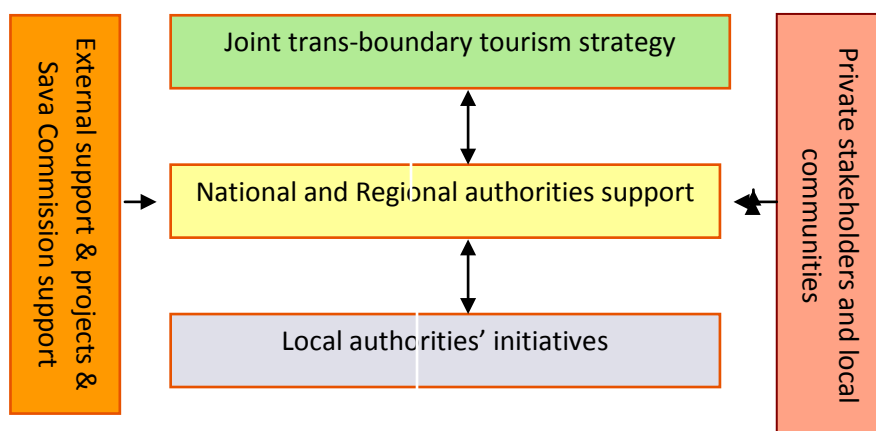 Joint trans-boundary tourism strategy
External support & projects &
Sava Commission support
National and Regional authorities support
Local authorities’ initiatives
Private stakeholders and local
communities